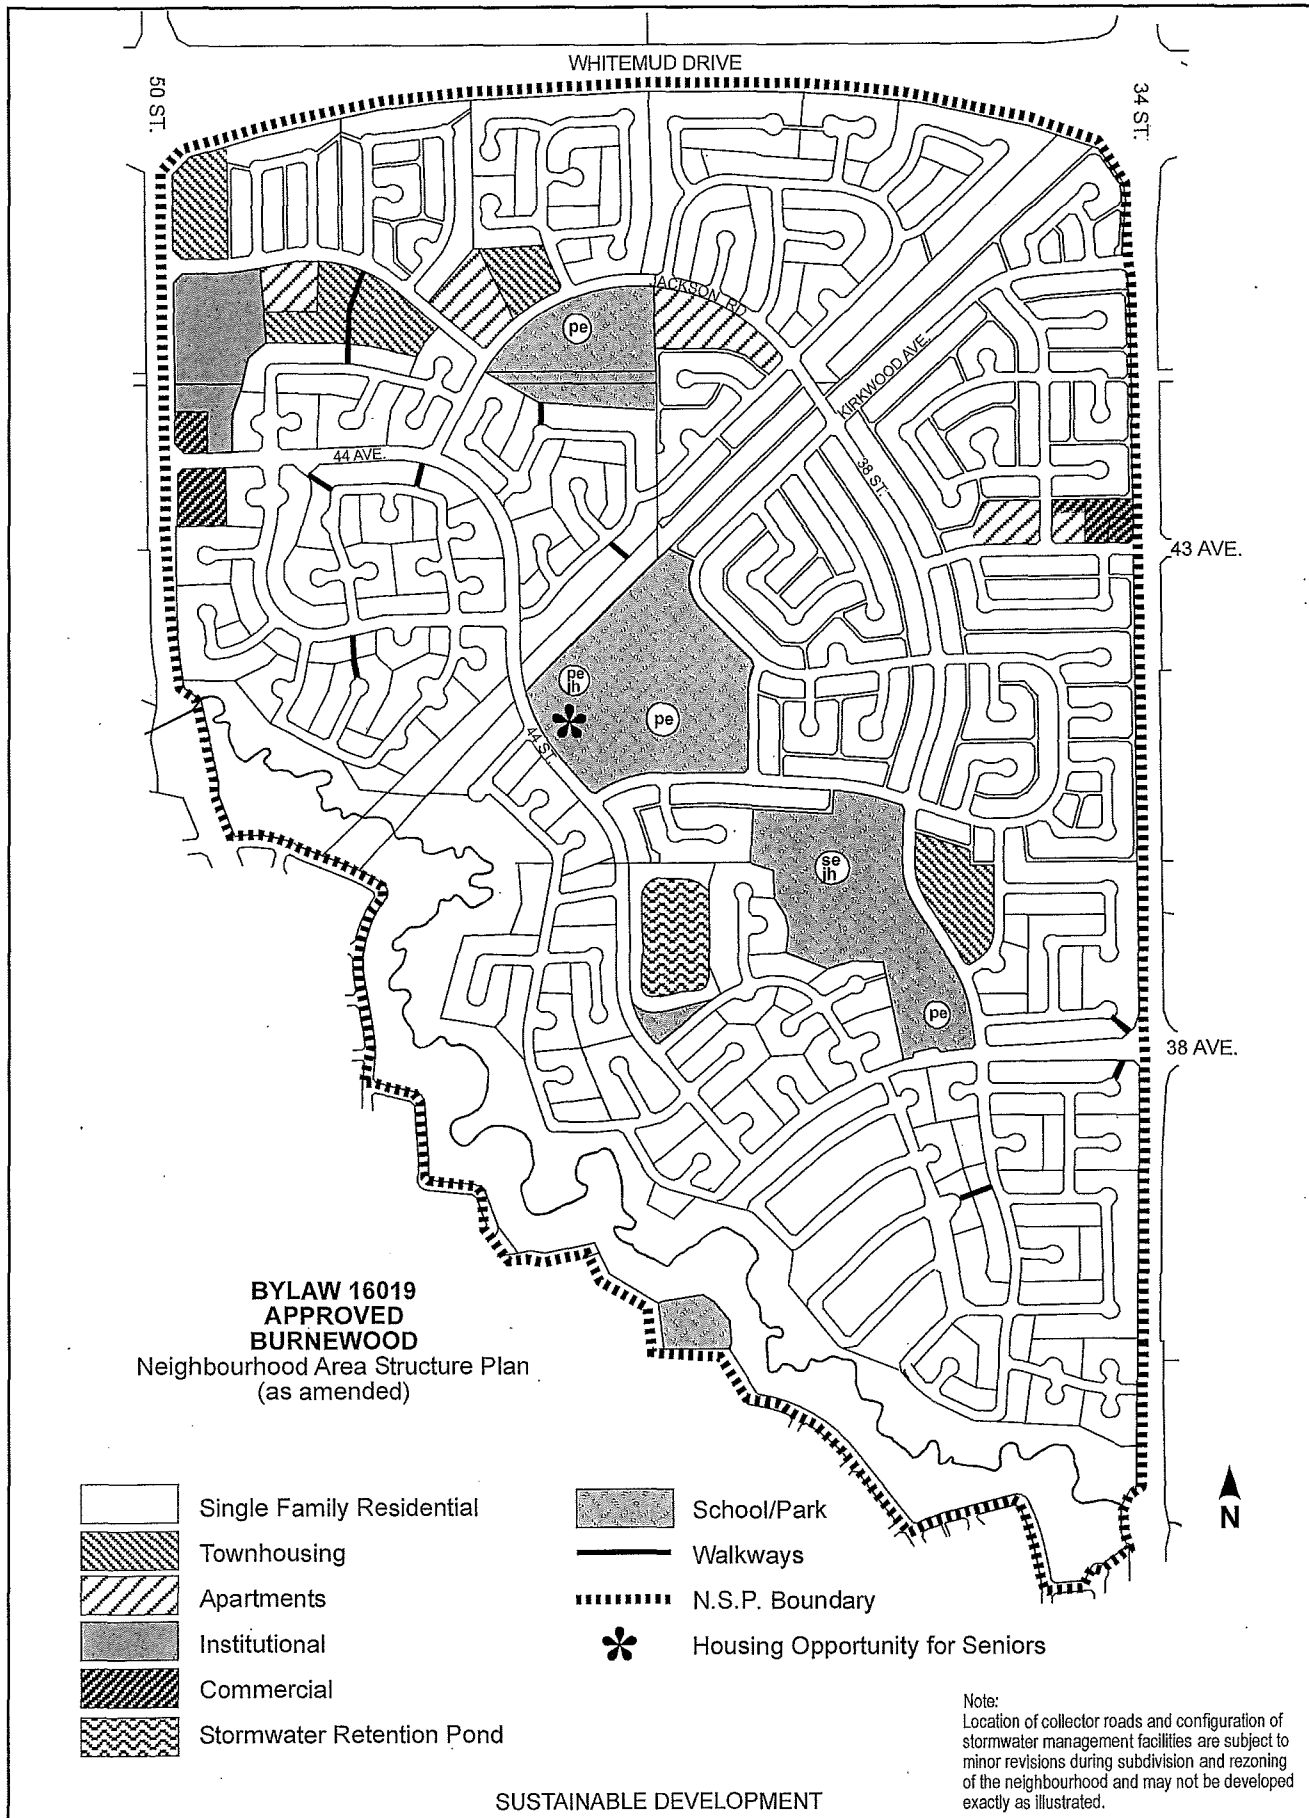 WHITEMUD DRIVE
50 ST.
34 ST.
JACKSON RD
pe
KIRKWOOD AVE.
44 AVE.
38 ST.
43 AVE.
pe
jh
pe
44 ST.
se
jh
pe
38 AVE.
BYLAW 16019
APPROVED
BURNEWOOD
Neighbourhood Area Structure Plan
(as amended)
Single Family Residential
Townhousing
Apartments
Institutional
Commercial
Stormwater Retention Pond
School/Park
Walkways
N.S.P. Boundary
Housing Opportunity for Seniors
N
Note:
Location of collector roads and configuration of
stormwater management facilities are subject to
minor revisions during subdivision and rezoning
of the neighbourhood and may not be developed
exactly as illustrated.
SUSTAINABLE DEVELOPMENT